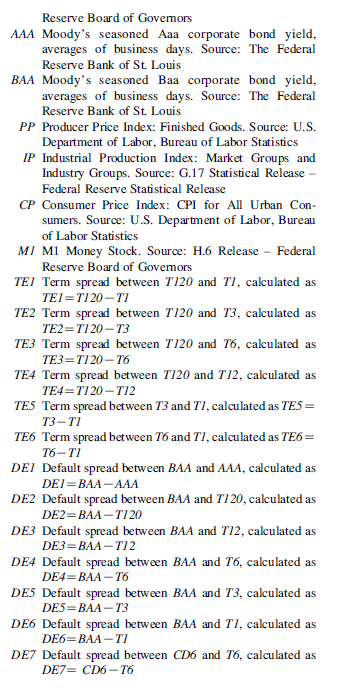 Reserve Board of Governors
AAA Moody's seasoned Aaa corporate bond yield,
averages of business days. Source: The Federal
Reserve Bank of St. Louis
BAA Moody's seasoned Baa corporate bond yield,
averages of business days. Source: The Federal
Reserve Bank of St. Louis
PP Producer Price Index: Finished Goods. Source: U.S.
Department of Labor, Bureau of Labor Statistics
IP Industrial Production Index: Market Groups and
Industry Groups. Source: G.17 Statistical Release –
Federal Reserve Statistical Release
CP Consumer Price Index: CPI for All Urban Con-
sumers. Source: U.S. Department of Labor, Bureau
of Labor Statistics
M1 M1 Money Stock. Source: H.6 Release – Federal
Reserve Board of Governors
TE1 Term spread between T120 and T1, calculated as
TE1=T120−T1
TE2 Term spread between T120 and T3, calculated as
TE2=T120−T3
TE3 Term spread between T120 and T6, calculated as
TE3=T120−T6
TE4 Term spread between T120 and T12, calculated as
TE4=T120−T12
TE5 Term spread between T3 and T1, calculated as TE5=
T3−T1
TE6 Term spread between T6 and T1, calculated as TE6=
T6−T1
DE1 Default spread between BAA and AAA, calculated as
DE1=BAA−AAA
DE2 Default spread between BAA and T120, calculated as
DE2=BAA−T120
DE3 Default spread between BAA and T12, calculated as
DE3=BAA−T12
DE4 Default spread between BAA and T6, calculated as
DE4=BAA−T6
DE5 Default spread between BAA and T3, calculated as
DE5=BAA−T3
DE6 Default spread between BAA and T1, calculated as
DE6=BAA−T1
DE7 Default spread between CD6 and T6, calculated as
DE7= CD6−T6